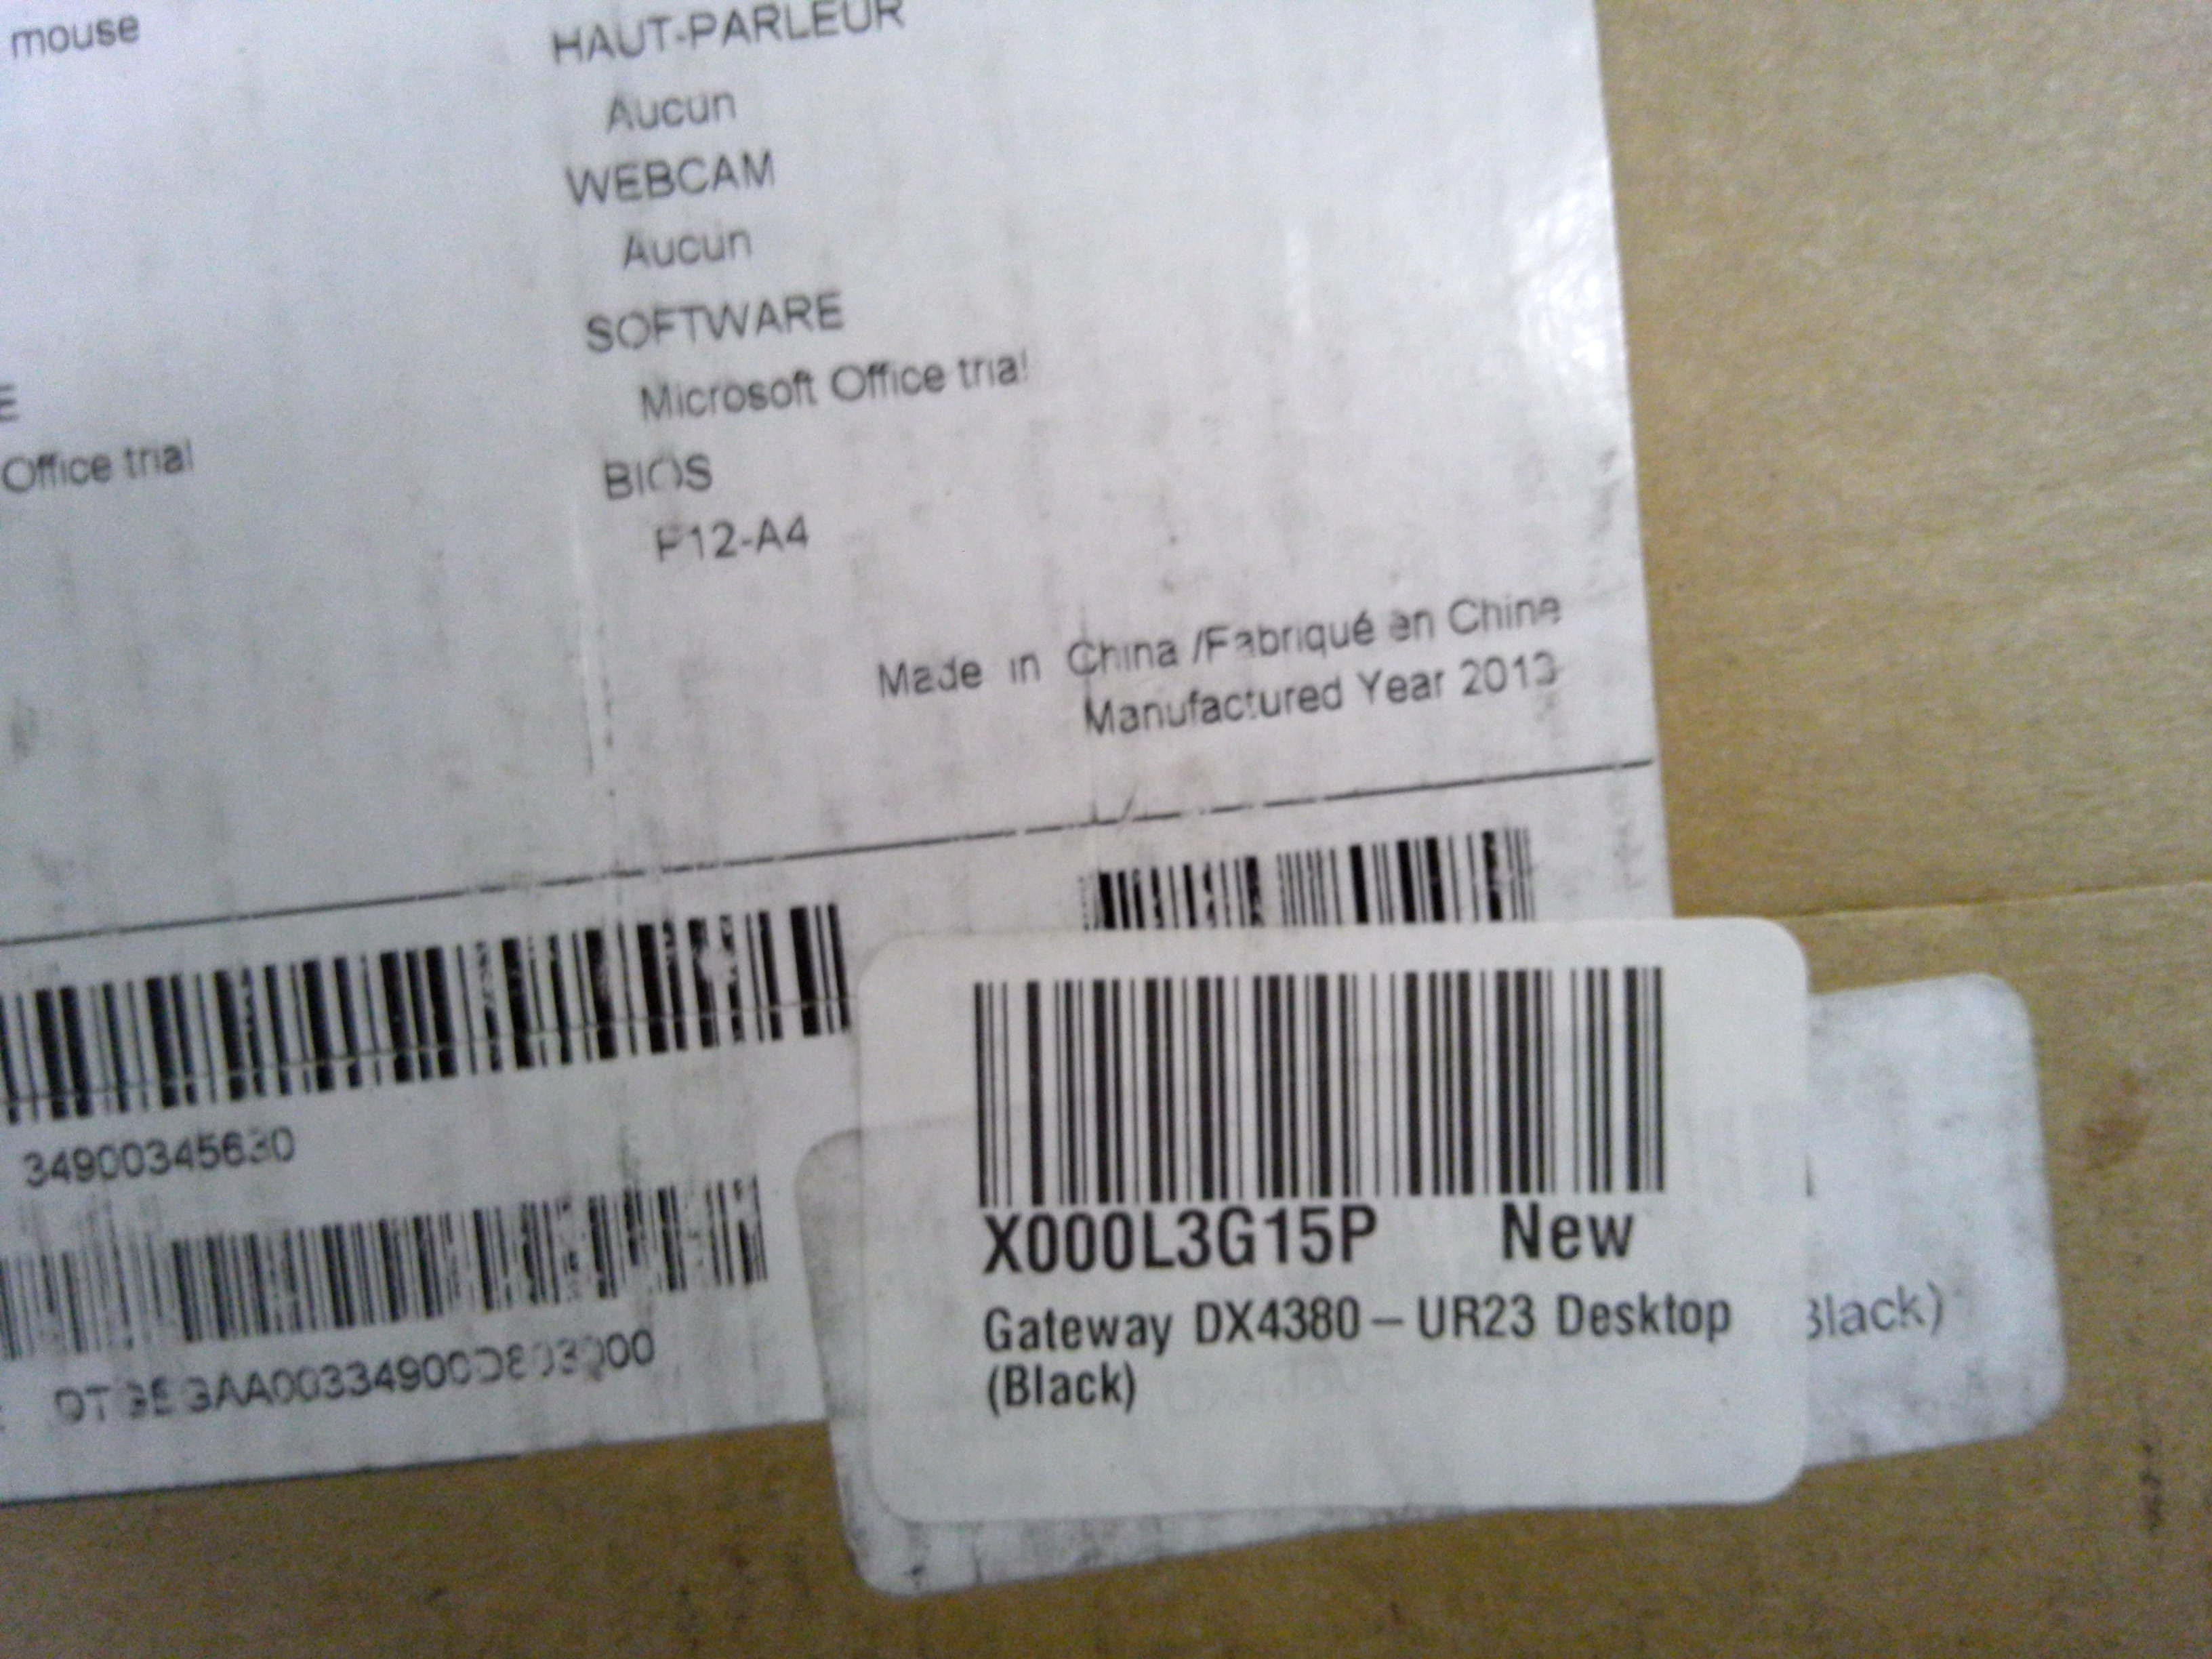 mouse
Office trial
HAUT-PARLEUR
Aucun
WEBCAM
Aucun
SOFTWARE
Microsoft Office trial
BIOS
P12-A4
Made in China /Fabriqué en Chine
Manufactured Year 2013
34900345630
X000L3G15P New
Gateway DX4380-UR23 Desktop
(Black)